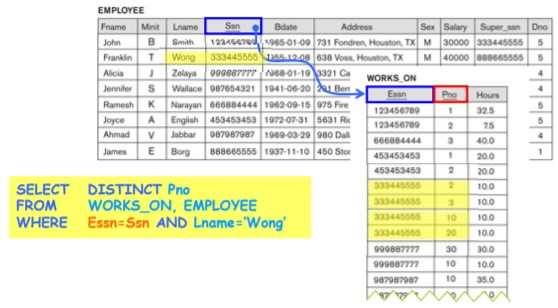 EMPLOYEE
Fname Minit Lname Ssn Bdate Address Sex Salary Super_ssn Dno
John B Smith 123456789 1965-01-09 731 Fondren, Houston, TX M 30000 333445555 5
Franklin T Wong 333445555 1955-12-08 638 Voss, Houston, TX M 40000 888665555 5
Alicia J Zelaya 999887777 1968-01-19 3321 4
Jennifer S Wallace 987654321 1941-06-20 4
Ramesh K Narayan 666884444 1962-09-15 975 Fire 5
Joyce A English 453453453 1972-07-31 5631 5
Ahmad V Jabbar 987987987 1969-03-29 980 4
James E Borg 888665555 1937-11-10 450 1
WORKS_ON
Essn Pno Hours
123456789 1 32.5
123456789 2 7.5
666884444 3 40.0
453453453 1 20.0
453453453 2 20.0
333445555 2 10.0
333445555 3 10.0
333445555 10 10.0
333445555 20 10.0
999887777 30 30.0
999887777 10 10.0
987987987 10 35.0
SELECT DISTINCT Pno
FROM WORKS_ON, EMPLOYEE
WHERE Essn=Ssn AND Lname='Wong'